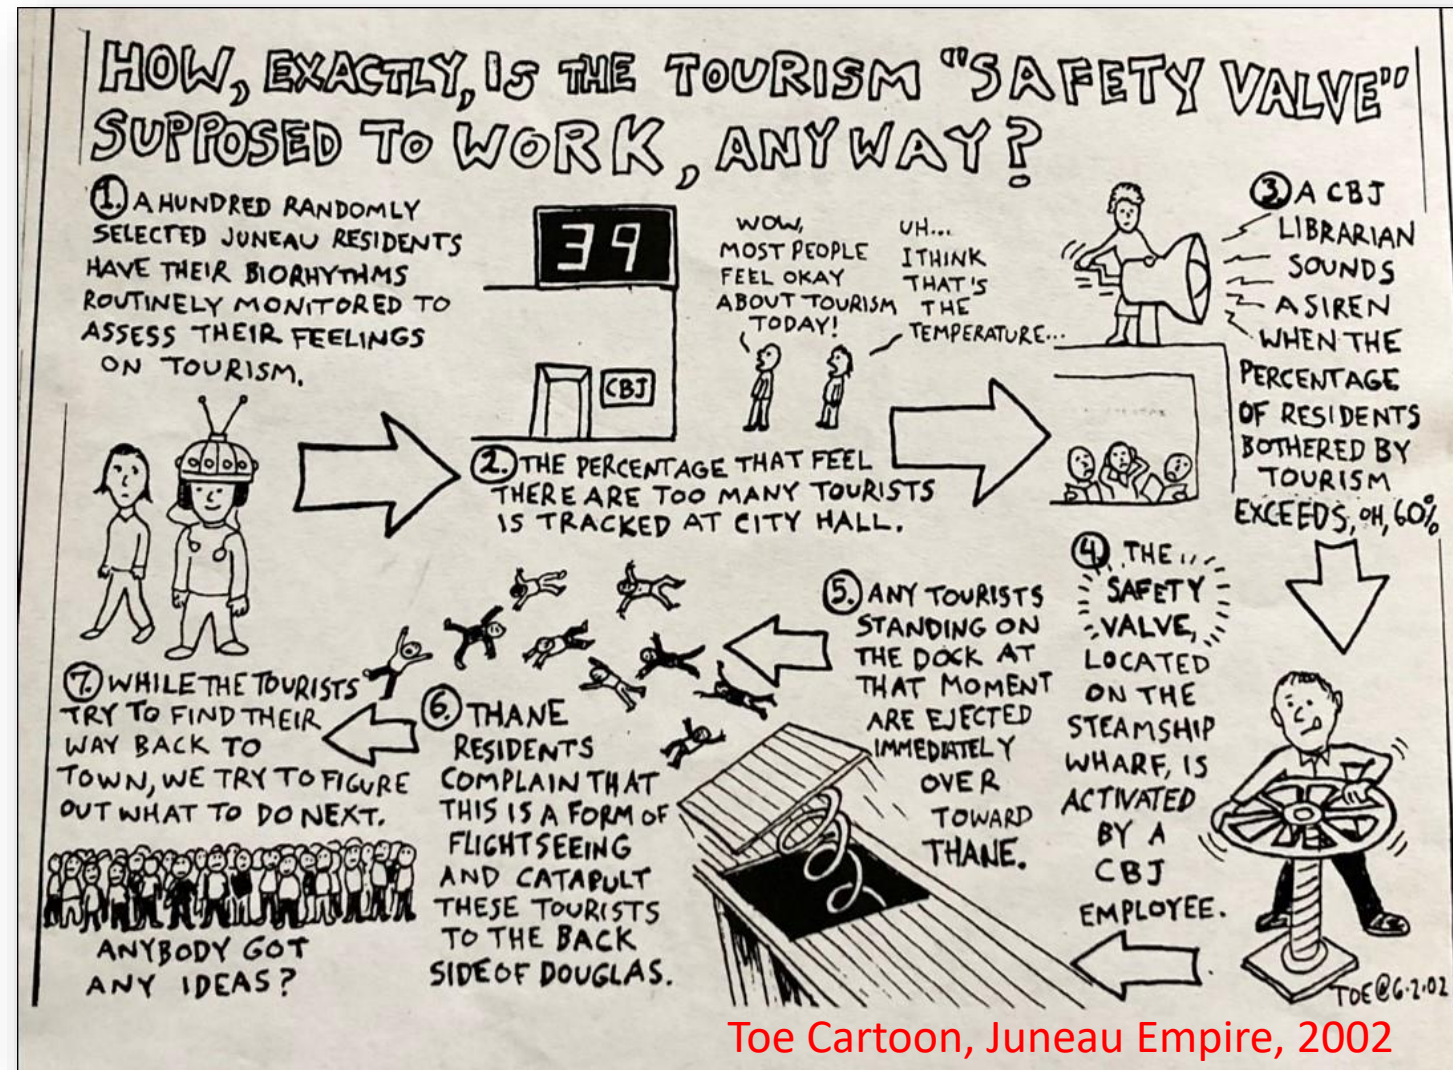 HOW, EXACTLY, IS THE TOURISM "SAFETY VALVE"
SUPPOSED TO WORK, ANYWAY?
1. A HUNDRED RANDOMLY
SELECTED JUNEAU RESIDENTS
HAVE THEIR BIORHYTHMS
ROUTINELY MONITORED TO
ASSESS THEIR FEELINGS
ON TOURISM.
39
CBJ
WOW,
MOST PEOPLE
FEEL OKAY
ABOUT TOURISM
TODAY!
UH...
I THINK
THAT'S
THE
TEMPERATURE...
2. THE PERCENTAGE THAT FEEL
THERE ARE TOO MANY TOURISTS
IS TRACKED AT CITY HALL.
3. A CBJ
LIBRARIAN
SOUNDS
A SIREN
WHEN THE
PERCENTAGE
OF RESIDENTS
BOTHERED BY
TOURISM
EXCEEDS, OH, 60%
4. THE
SAFETY
VALVE,
LOCATED
ON THE
STEAMSHIP
WHARF, IS
ACTIVATED
BY A
CBJ
EMPLOYEE.
5. ANY TOURISTS
STANDING ON
THE DOCK AT
THAT MOMENT
ARE EJECTED
IMMEDIATELY
OVER
TOWARD
THANE.
6. THANE
RESIDENTS
COMPLAIN THAT
THIS IS A FORM OF
FLIGHTSEEING
AND CATAPULT
THESE TOURISTS
TO THE BACK
SIDE OF DOUGLAS.
7. WHILE THE TOURISTS
TRY TO FIND THEIR
WAY BACK TO
TOWN, WE TRY TO FIGURE
OUT WHAT TO DO NEXT.
ANYBODY GOT
ANY IDEAS?
TOE@6.2.02
Toe Cartoon, Juneau Empire, 2002